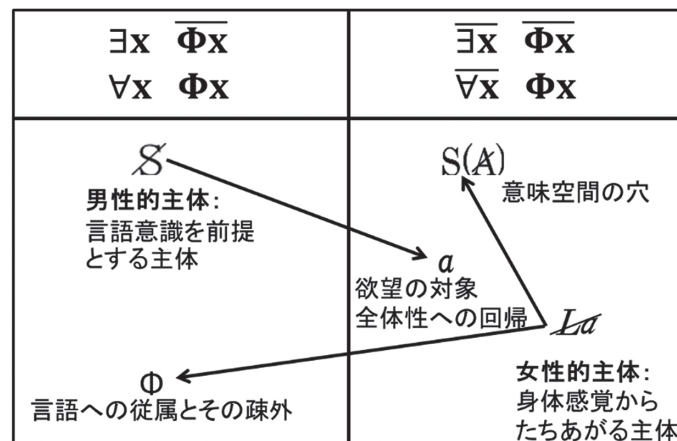 ∃x Φ̅x̅
∀x Φx
∃̅x̅ Φ̅x̅
∀̅x̅ Φx
S̸
男性的主体：
言語意識を前提
とする主体
Φ
言語への従属とその疎外
S(A̸)
意味空間の穴
a
欲望の対象
全体性への回帰
L̸a̸
女性的主体：
身体感覚から
たちあがる主体